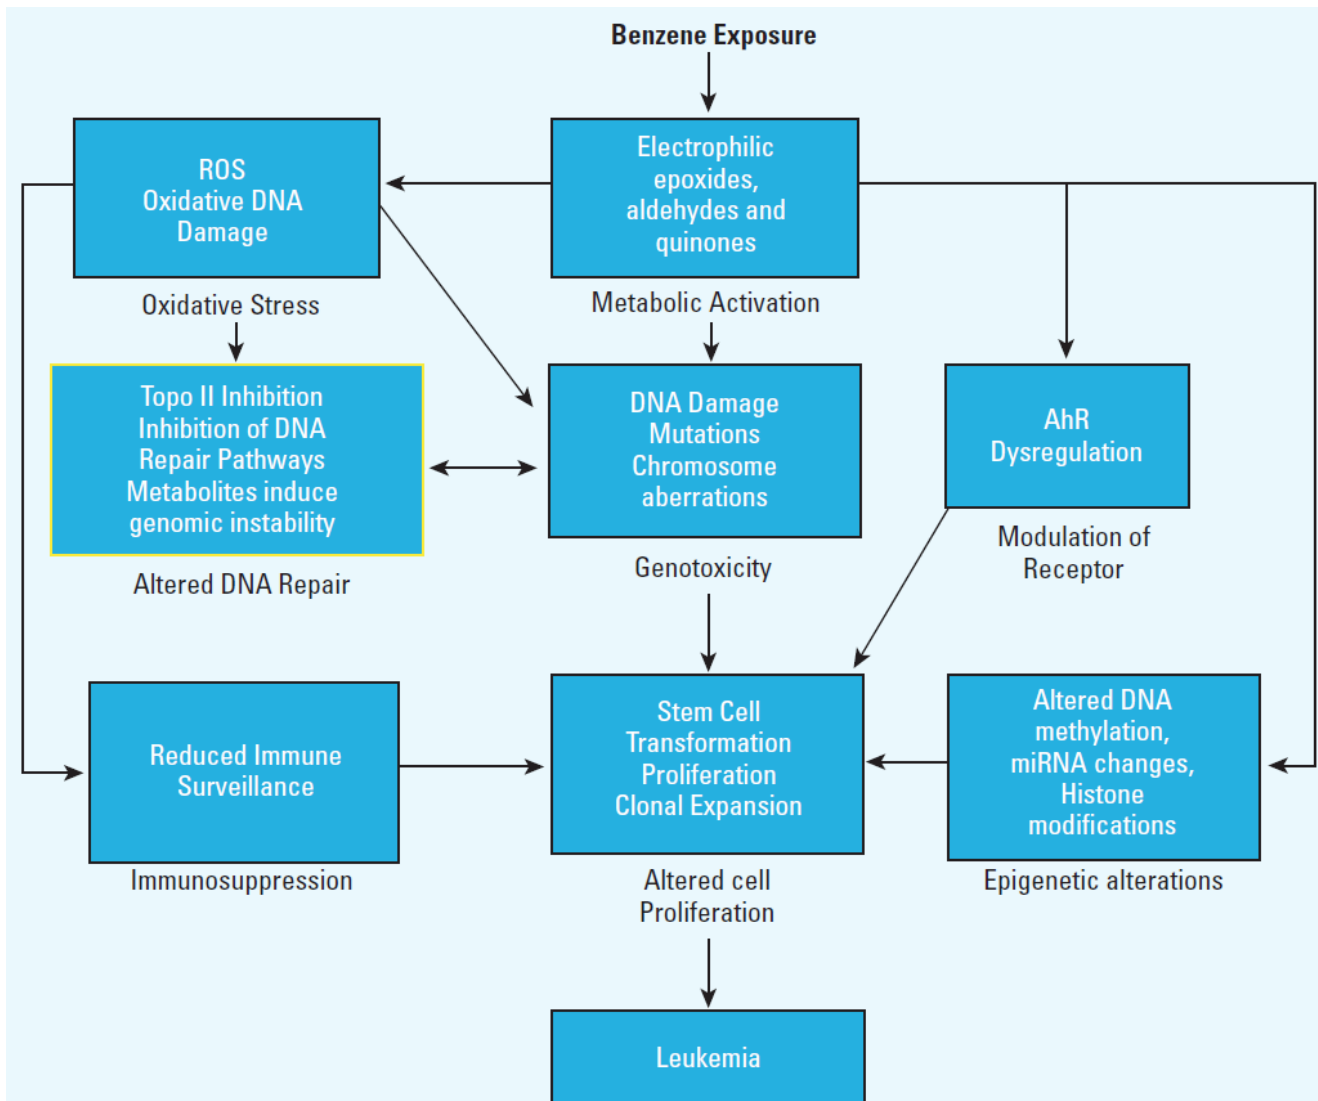 Benzene Exposure
ROS
Oxidative DNA
Damage
Oxidative Stress
Electrophilic
epoxides,
aldehydes and
quinones
Metabolic Activation
Topo II Inhibition
Inhibition of DNA
Repair Pathways
Metabolites induce
genomic instability
Altered DNA Repair
DNA Damage
Mutations
Chromosome
aberrations
Genotoxicity
AhR
Dysregulation
Modulation of
Receptor
Reduced Immune
Surveillance
Immunosuppression
Stem Cell
Transformation
Proliferation
Clonal Expansion
Altered cell
Proliferation
Altered DNA
methylation,
miRNA changes,
Histone
modifications
Epigenetic alterations
Leukemia